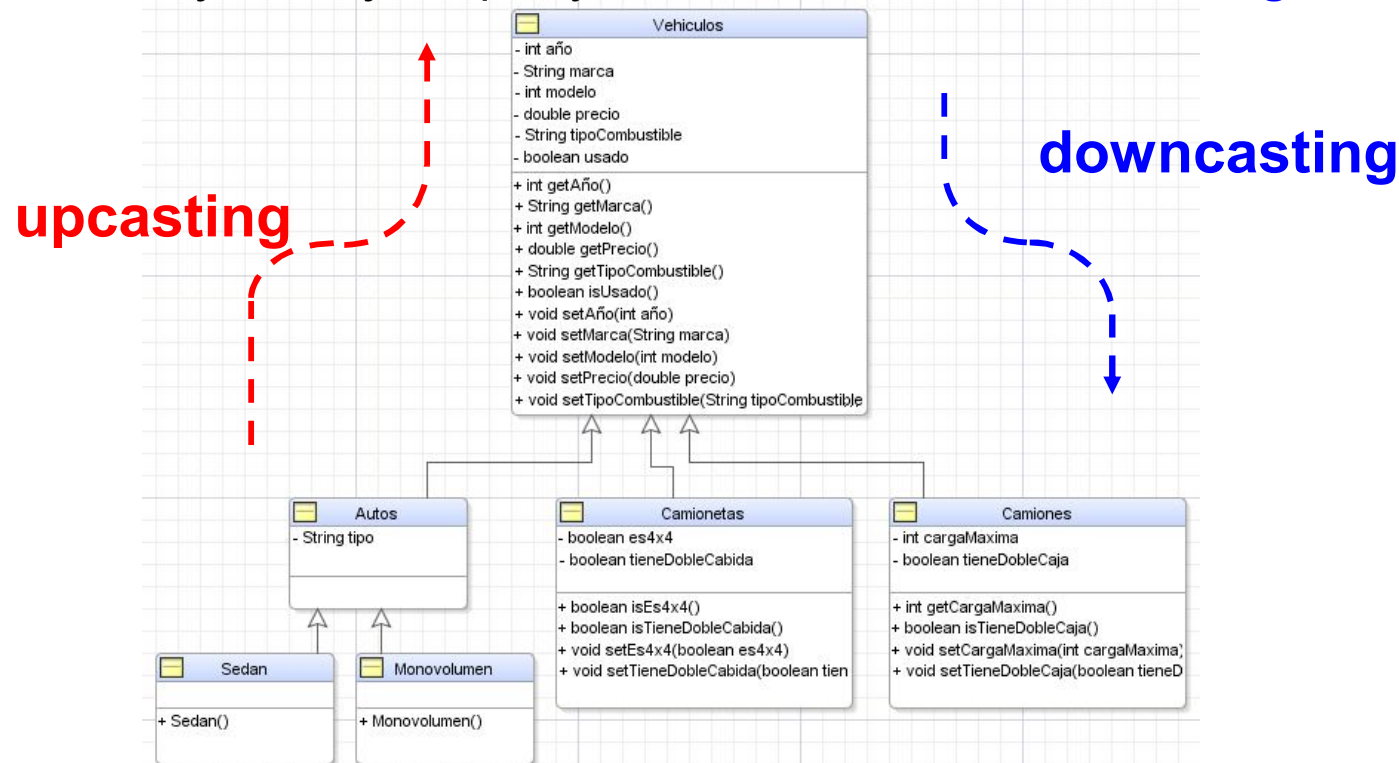 Vehiculos
- int año
- String marca
- int modelo
- double precio
- String tipoCombustible
- boolean usado
+ int getAño()
+ String getMarca()
+ int getModelo()
+ double getPrecio()
+ String getTipoCombustible()
+ boolean isUsado()
+ void setAño(int año)
+ void setMarca(String marca)
+ void setModelo(int modelo)
+ void setPrecio(double precio)
+ void setTipoCombustible(String tipoCombustible
upcasting
downcasting
Autos
- String tipo
Camionetas
- boolean es4x4
- boolean tieneDobleCabida
+ boolean isEs4x4()
+ boolean isTieneDobleCabida()
+ void setEs4x4(boolean es4x4)
+ void setTieneDobleCabida(boolean tien
Camiones
- int cargaMaxima
- boolean tieneDobleCaja
+ int getCargaMaxima()
+ boolean isTieneDobleCaja()
+ void setCargaMaxima(int cargaMaxima)
+ void setTieneDobleCaja(boolean tieneD
Sedan
+ Sedan()
Monovolumen
+ Monovolumen()